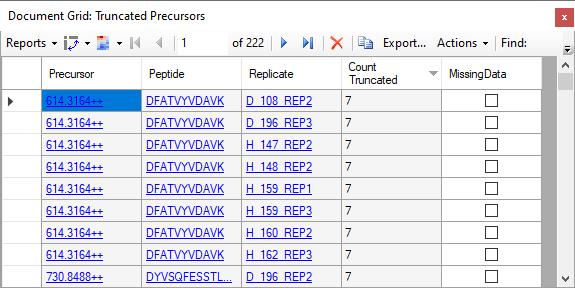 Document Grid: Truncated Precursors x
Reports 1 of 222 Export... Actions Find:
Precursor Peptide Replicate Count Truncated MissingData
614.3164++ DFATVYVDAVK D_108_REP2 7
614.3164++ DFATVYVDAVK D_196_REP3 7
614.3164++ DFATVYVDAVK H_147_REP2 7
614.3164++ DFATVYVDAVK H_148_REP2 7
614.3164++ DFATVYVDAVK H_159_REP1 7
614.3164++ DFATVYVDAVK H_159_REP3 7
614.3164++ DFATVYVDAVK H_160_REP2 7
614.3164++ DFATVYVDAVK H_162_REP3 7
730.8488++ DYVSQFESSTL... D_196_REP2 7